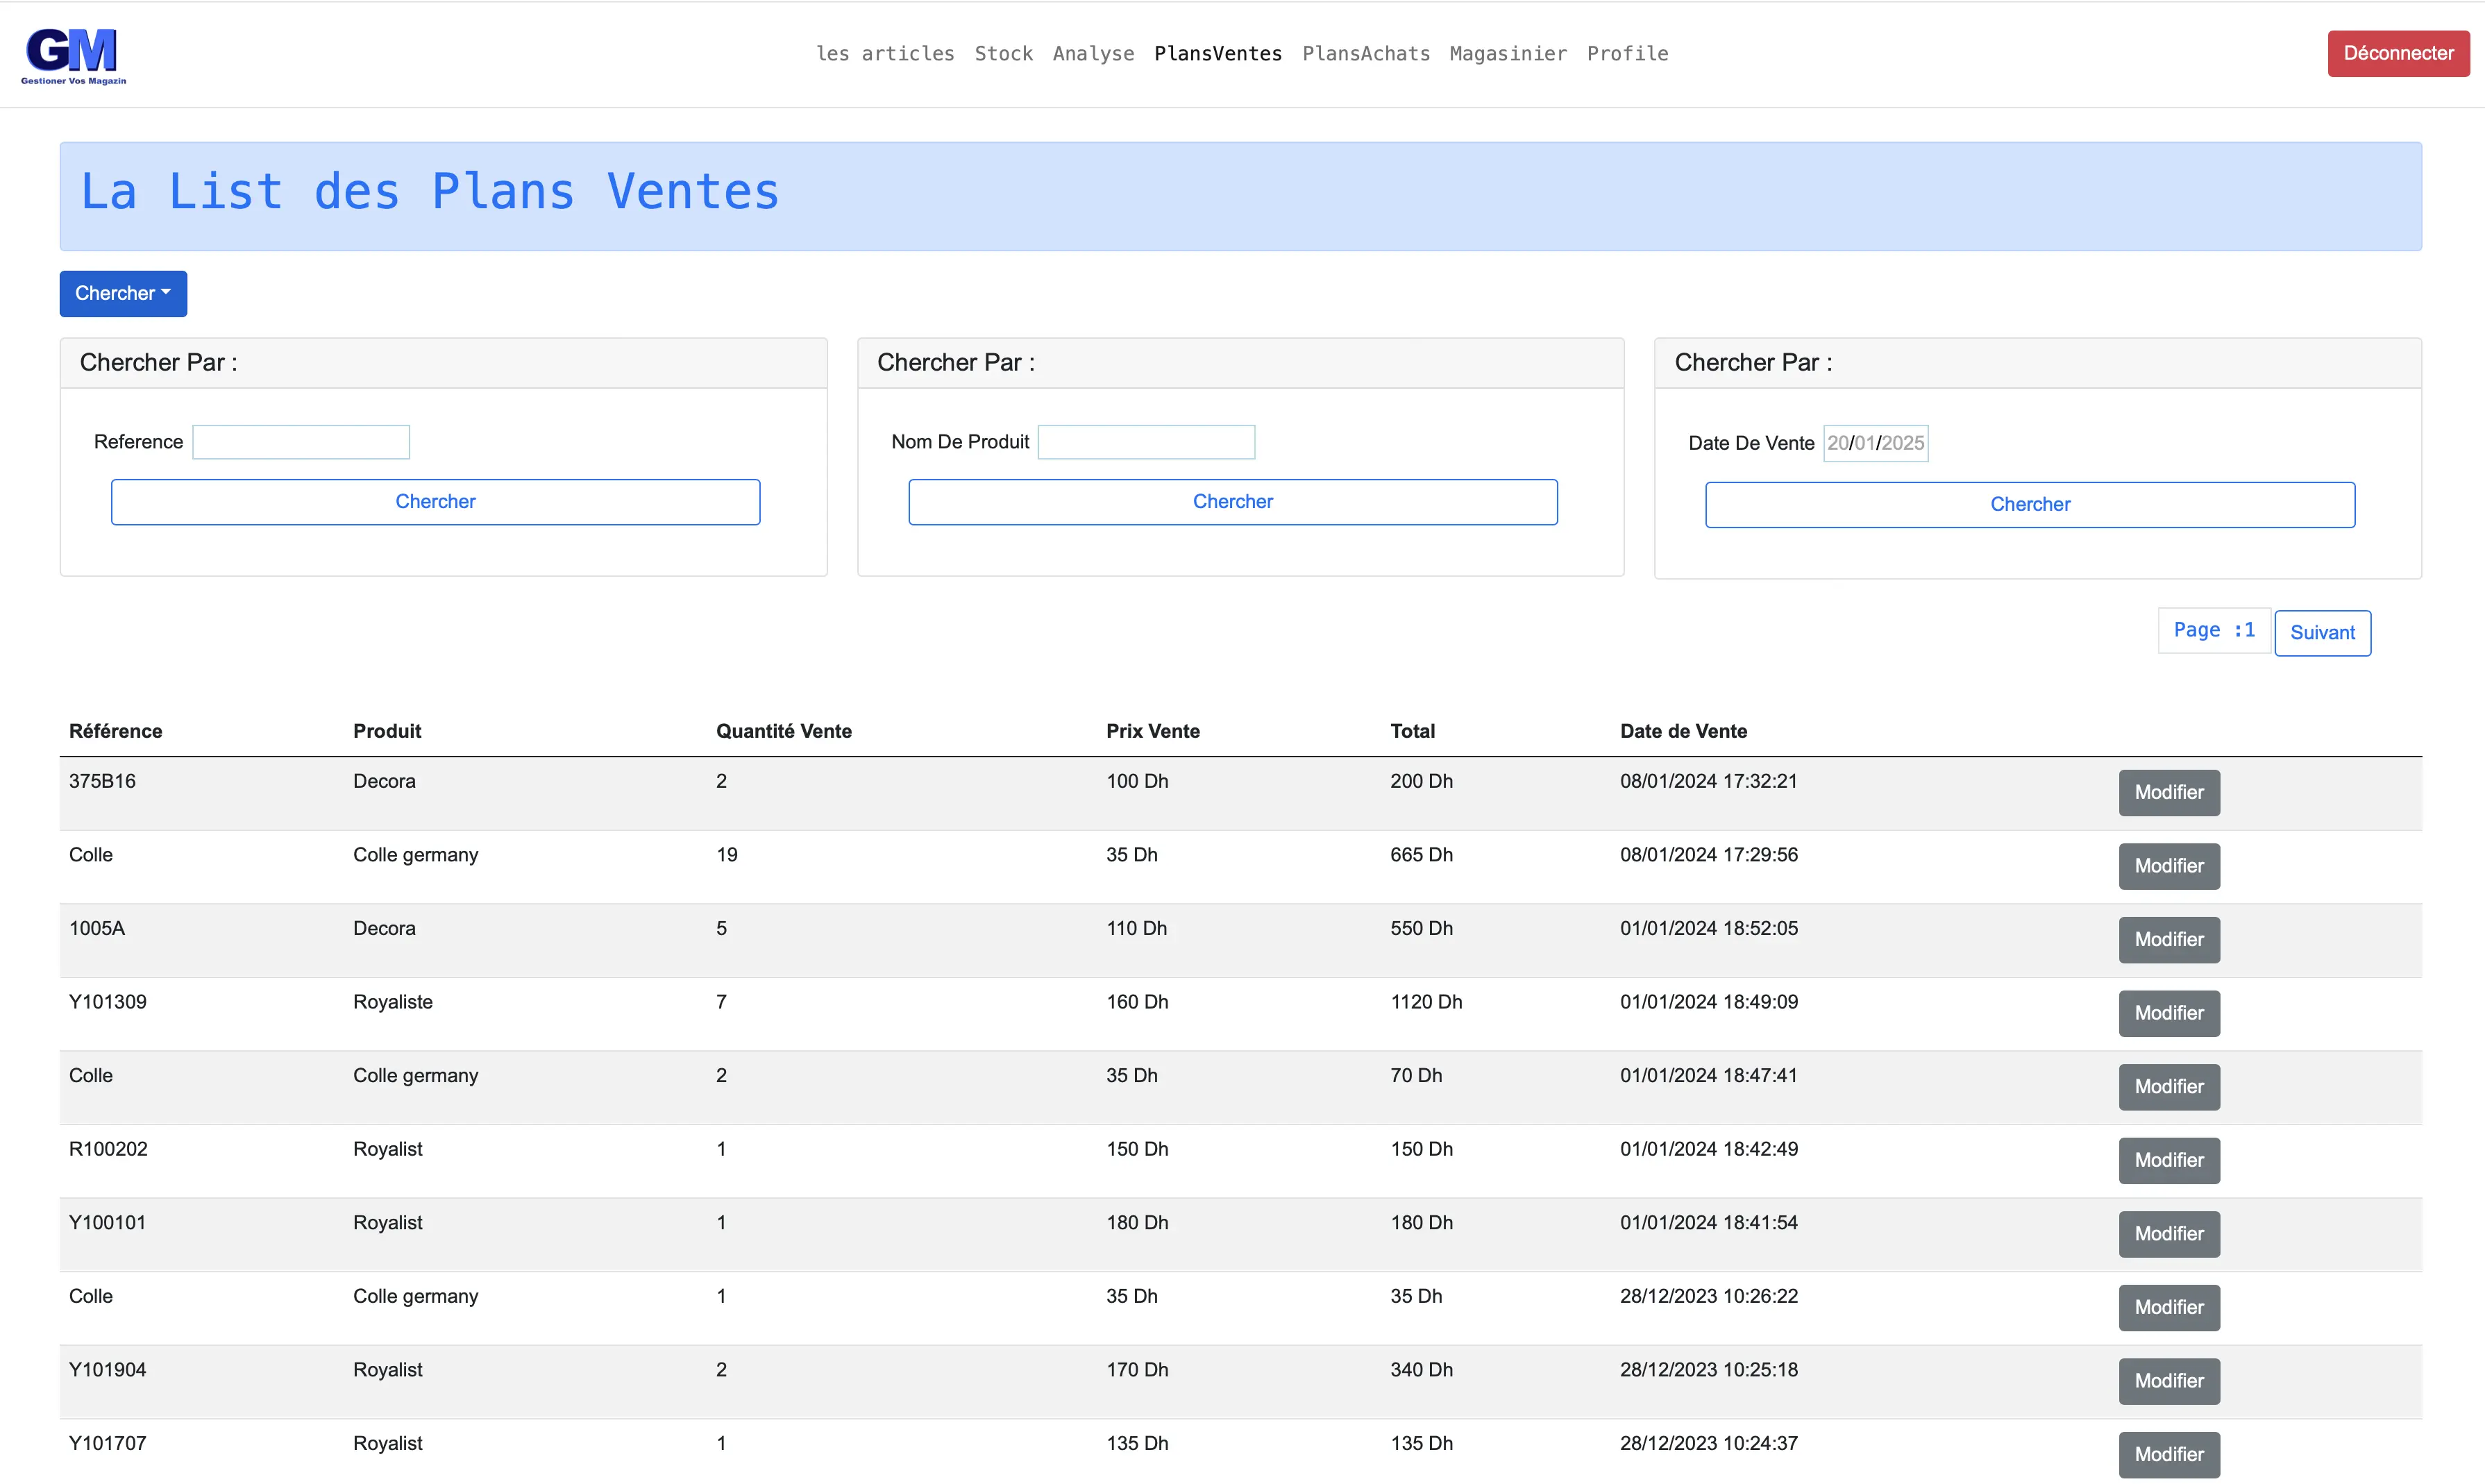 GM
Gestioner Vos Magazin
les articles Stock Analyse PlansVentes PlansAchats Magasinier Profile
Déconnecter
La List des Plans Ventes
Chercher
Chercher Par :
Reference
Chercher
Chercher Par :
Nom De Produit
Chercher
Chercher Par :
Date De Vente 20/01/2025
Chercher
Page :1 Suivant
Référence Produit Quantité Vente Prix Vente Total Date de Vente
375B16 Decora 2 100 Dh 200 Dh 08/01/2024 17:32:21 Modifier
Colle Colle germany 19 35 Dh 665 Dh 08/01/2024 17:29:56 Modifier
1005A Decora 5 110 Dh 550 Dh 01/01/2024 18:52:05 Modifier
Y101309 Royaliste 7 160 Dh 1120 Dh 01/01/2024 18:49:09 Modifier
Colle Colle germany 2 35 Dh 70 Dh 01/01/2024 18:47:41 Modifier
R100202 Royalist 1 150 Dh 150 Dh 01/01/2024 18:42:49 Modifier
Y100101 Royalist 1 180 Dh 180 Dh 01/01/2024 18:41:54 Modifier
Colle Colle germany 1 35 Dh 35 Dh 28/12/2023 10:26:22 Modifier
Y101904 Royalist 2 170 Dh 340 Dh 28/12/2023 10:25:18 Modifier
Y101707 Royalist 1 135 Dh 135 Dh 28/12/2023 10:24:37 Modifier